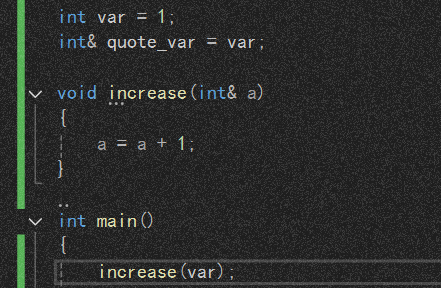 int var = 1;
int& quote_var = var;
void increase(int& a)
{
a = a + 1;
}
int main()
{
increase(var);